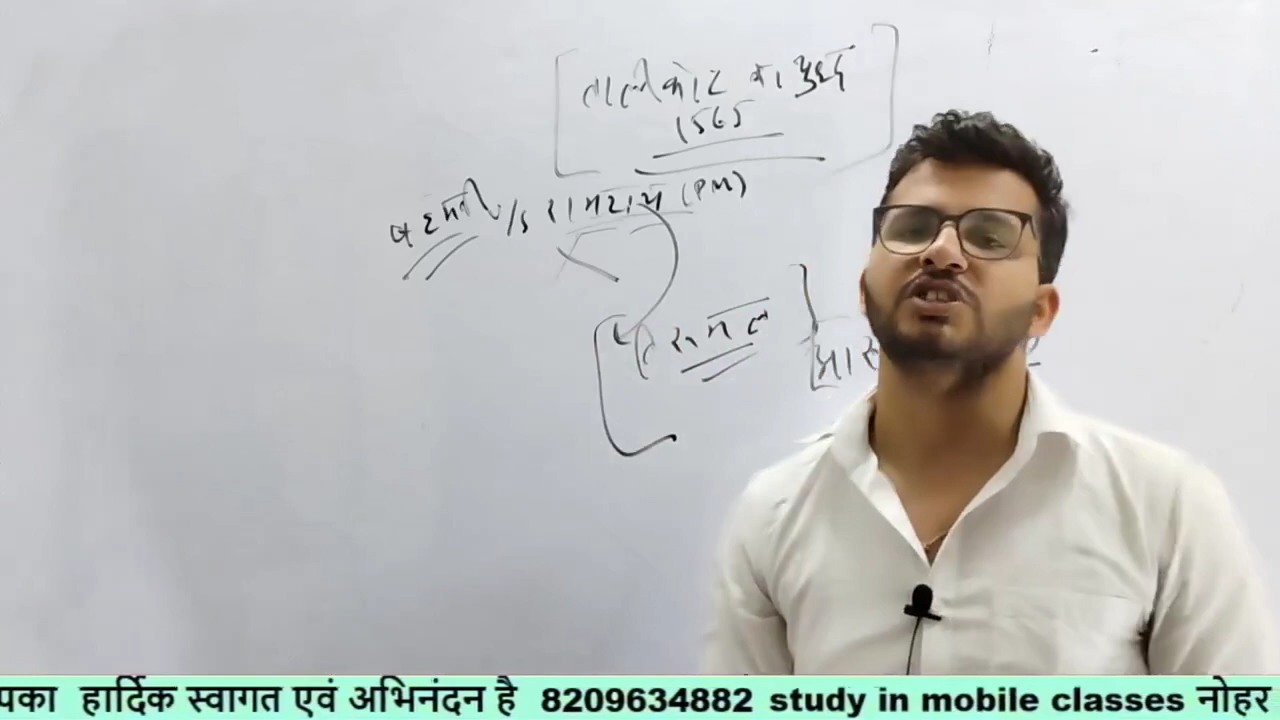 तालीकोट का युद्ध
1565
बहमनी v/s रामराय (PM)
तिरुमल
पका हार्दिक स्वागत एवं अभिनंदन है 8209634882 study in mobile classes नोहर